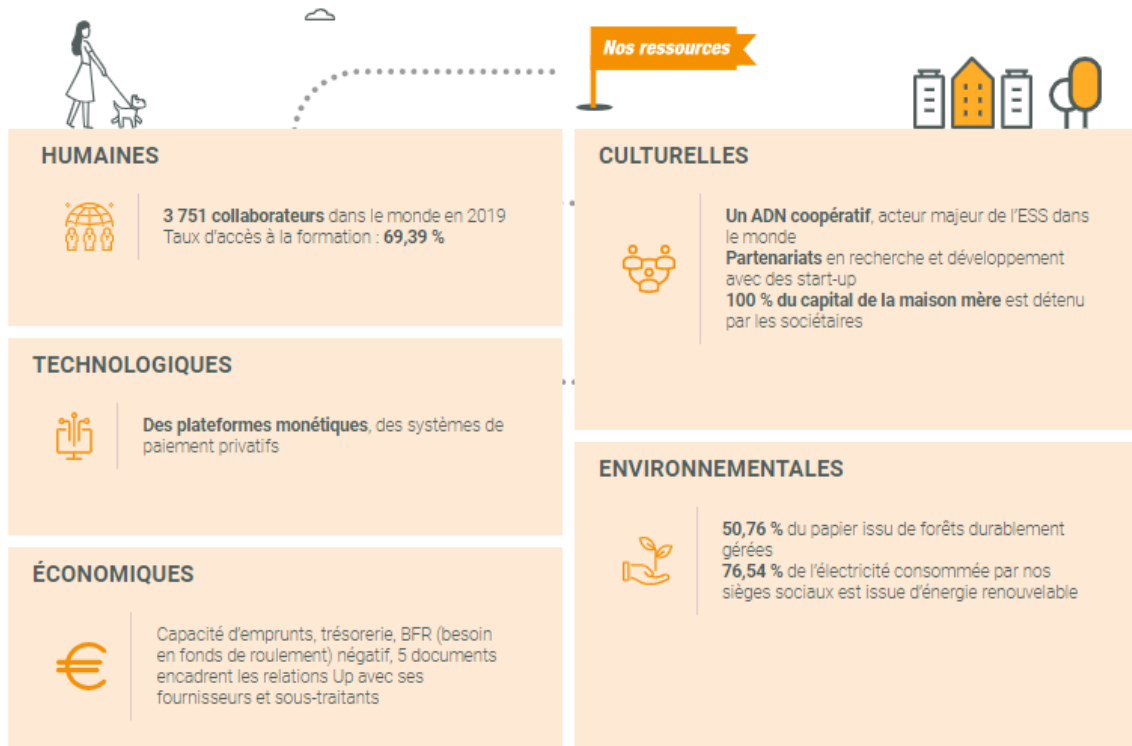 Nos ressources
HUMAINES
3 751 collaborateurs dans le monde en 2019
Taux d'accès à la formation : 69,39 %
TECHNOLOGIQUES
Des plateformes monétiques, des systèmes de
paiement privatifs
ÉCONOMIQUES
Capacité d'emprunts, trésorerie, BFR (besoin
en fonds de roulement) négatif, 5 documents
encadrent les relations Up avec ses
fournisseurs et sous-traitants
CULTURELLES
Un ADN coopératif, acteur majeur de l'ESS dans
le monde
Partenariats en recherche et développement
avec des start-up
100 % du capital de la maison mère est détenu
par les sociétaires
ENVIRONNEMENTALES
50,76 % du papier issu de forêts durablement
gérées
76,54 % de l'électricité consommée par nos
sièges sociaux est issue d'énergie renouvelable